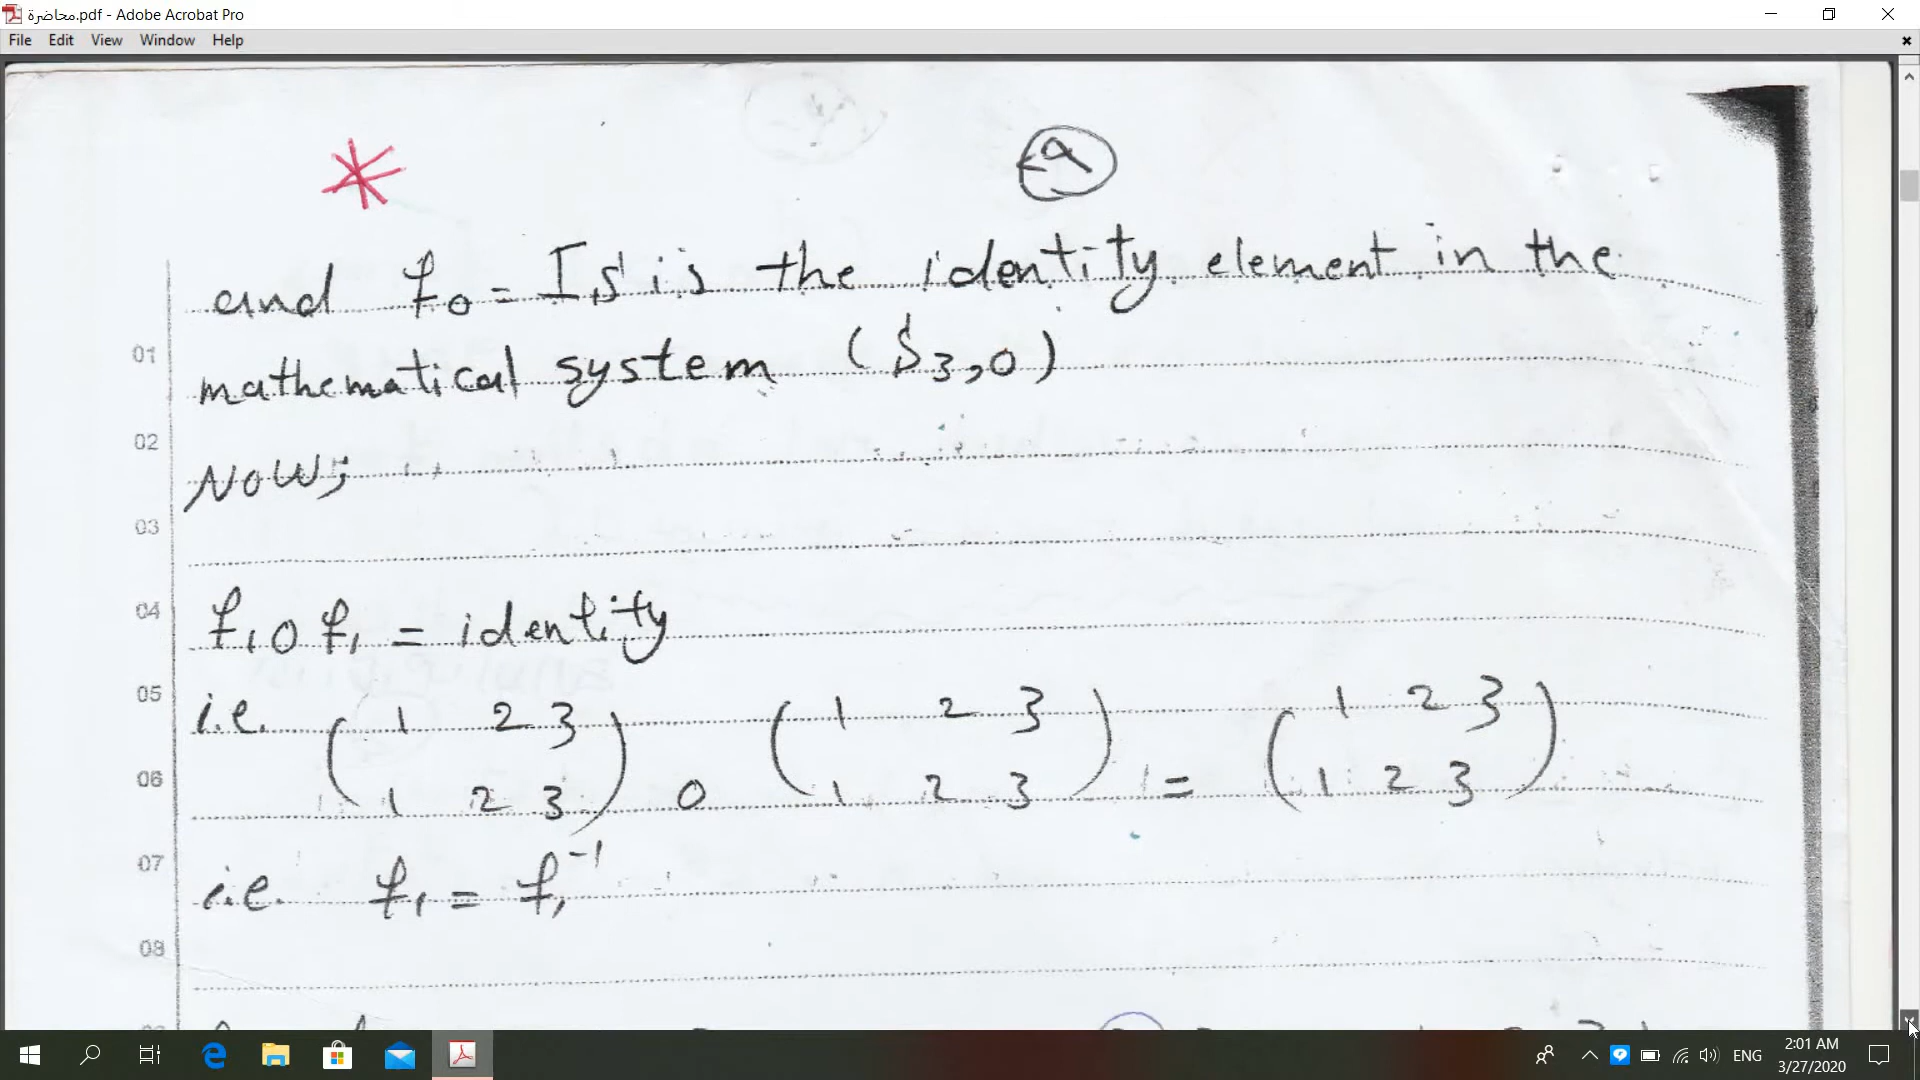 محاضرة.pdf - Adobe Acrobat Pro
File Edit View Window Help
and f₀ = I,S is the identity element in the
01
mathematical system (S₃,o)
02
NOW;
03
04
f₁ o f₁ = identity
05
i.e. ( 1 2 3 ) ( 1 2 3 ) ( 1 2 3 )
06
( 1 2 3 ) o ( 1 2 3 ) = ( 1 2 3 )
07
i.e. f₁ = f₁⁻¹
08
ENG
2:01 AM
3/27/2020